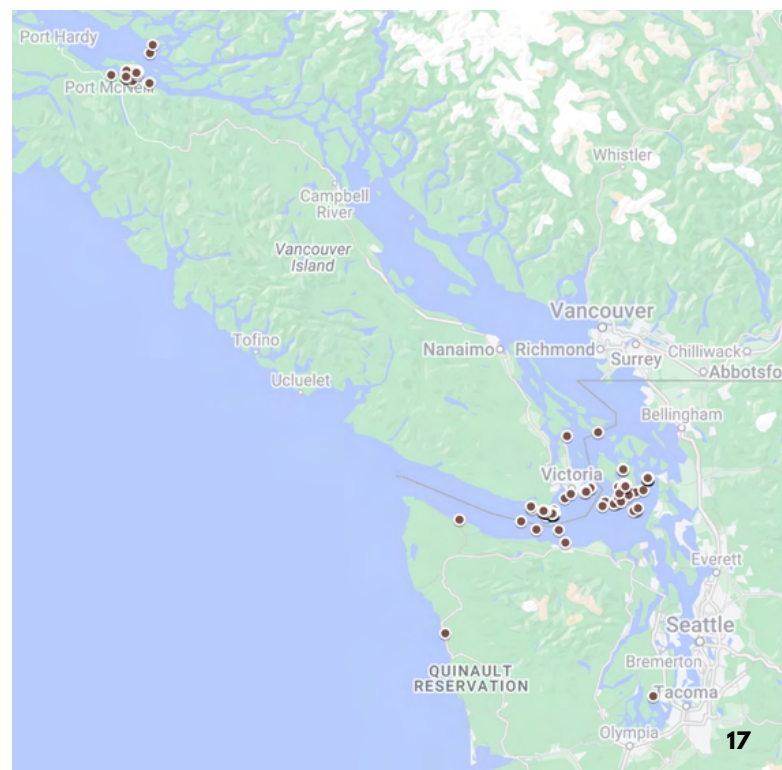 Port Hardy
Port McNeill
Whistler
Campbell
River
Vancouver
Island
Vancouver
Tofino
Nanaimo
Richmond
Surrey
Chilliwack
Abbotsfo
Ucluelet
Bellingham
Victoria
Everett
Seattle
QUINAULT
RESERVATION
Bremerton
Tacoma
Olympia
17